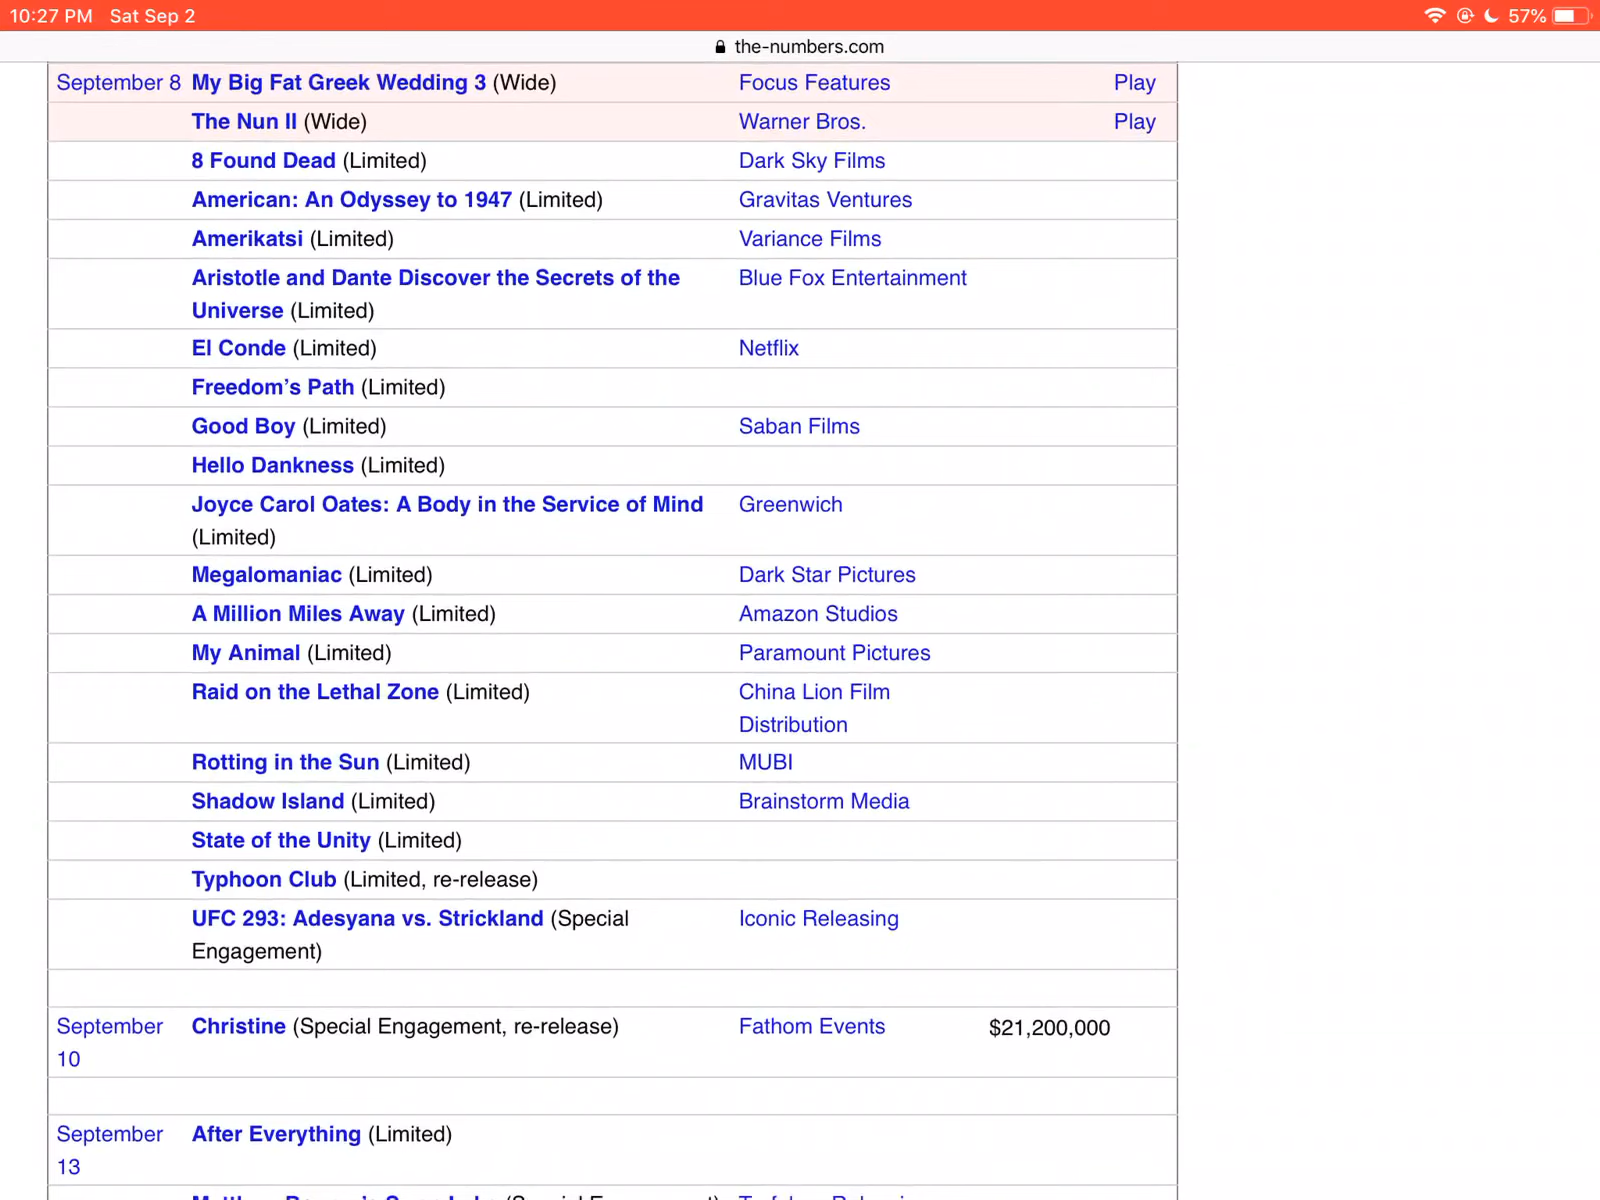 10:27 PM Sat Sep 2
57%
the-numbers.com
September 8 My Big Fat Greek Wedding 3 (Wide) Focus Features Play
The Nun II (Wide) Warner Bros. Play
8 Found Dead (Limited) Dark Sky Films
American: An Odyssey to 1947 (Limited) Gravitas Ventures
Amerikatsi (Limited) Variance Films
Aristotle and Dante Discover the Secrets of the Blue Fox Entertainment
Universe (Limited)
El Conde (Limited) Netflix
Freedom’s Path (Limited)
Good Boy (Limited) Saban Films
Hello Dankness (Limited)
Joyce Carol Oates: A Body in the Service of Mind Greenwich
(Limited)
Megalomaniac (Limited) Dark Star Pictures
A Million Miles Away (Limited) Amazon Studios
My Animal (Limited) Paramount Pictures
Raid on the Lethal Zone (Limited) China Lion Film
Distribution
Rotting in the Sun (Limited) MUBI
Shadow Island (Limited) Brainstorm Media
State of the Unity (Limited)
Typhoon Club (Limited, re-release)
UFC 293: Adesyana vs. Strickland (Special Iconic Releasing
Engagement)
September Christine (Special Engagement, re-release) Fathom Events $21,200,000
10
September After Everything (Limited)
13